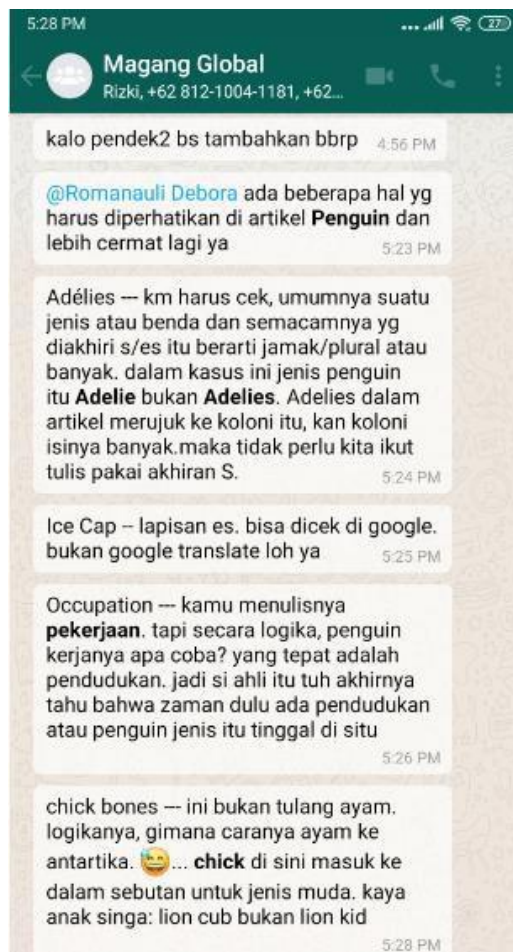 5:28 PM
27
Magang Global
Rizki, +62 812-1004-1181, +62...
kalo pendek2 bs tambahkan bbrp 4:56 PM
@Romanauli Debora ada beberapa hal yg
harus diperhatikan di artikel Penguin dan
lebih cermat lagi ya 5:23 PM
Adélies --- km harus cek, umumnya suatu
jenis atau benda dan semacamnya yg
diakhiri s/es itu berarti jamak/plural atau
banyak. dalam kasus ini jenis penguin
itu Adelie bukan Adelies. Adelies dalam
artikel merujuk ke koloni itu, kan koloni
isinya banyak.maka tidak perlu kita ikut
tulis pakai akhiran S. 5:24 PM
Ice Cap -- lapisan es. bisa dicek di google.
bukan google translate loh ya 5:25 PM
Occupation --- kamu menulisnya
pekerjaan. tapi secara logika, penguin
kerjanya apa coba? yang tepat adalah
pendudukan. jadi si ahli itu tuh akhirnya
tahu bahwa zaman dulu ada pendudukan
atau penguin jenis itu tinggal di situ
5:26 PM
chick bones --- ini bukan tulang ayam.
logikanya, gimana caranya ayam ke
antartika. 😅... chick di sini masuk ke
dalam sebutan untuk jenis muda. kaya
anak singa: lion cub bukan lion kid
5:28 PM